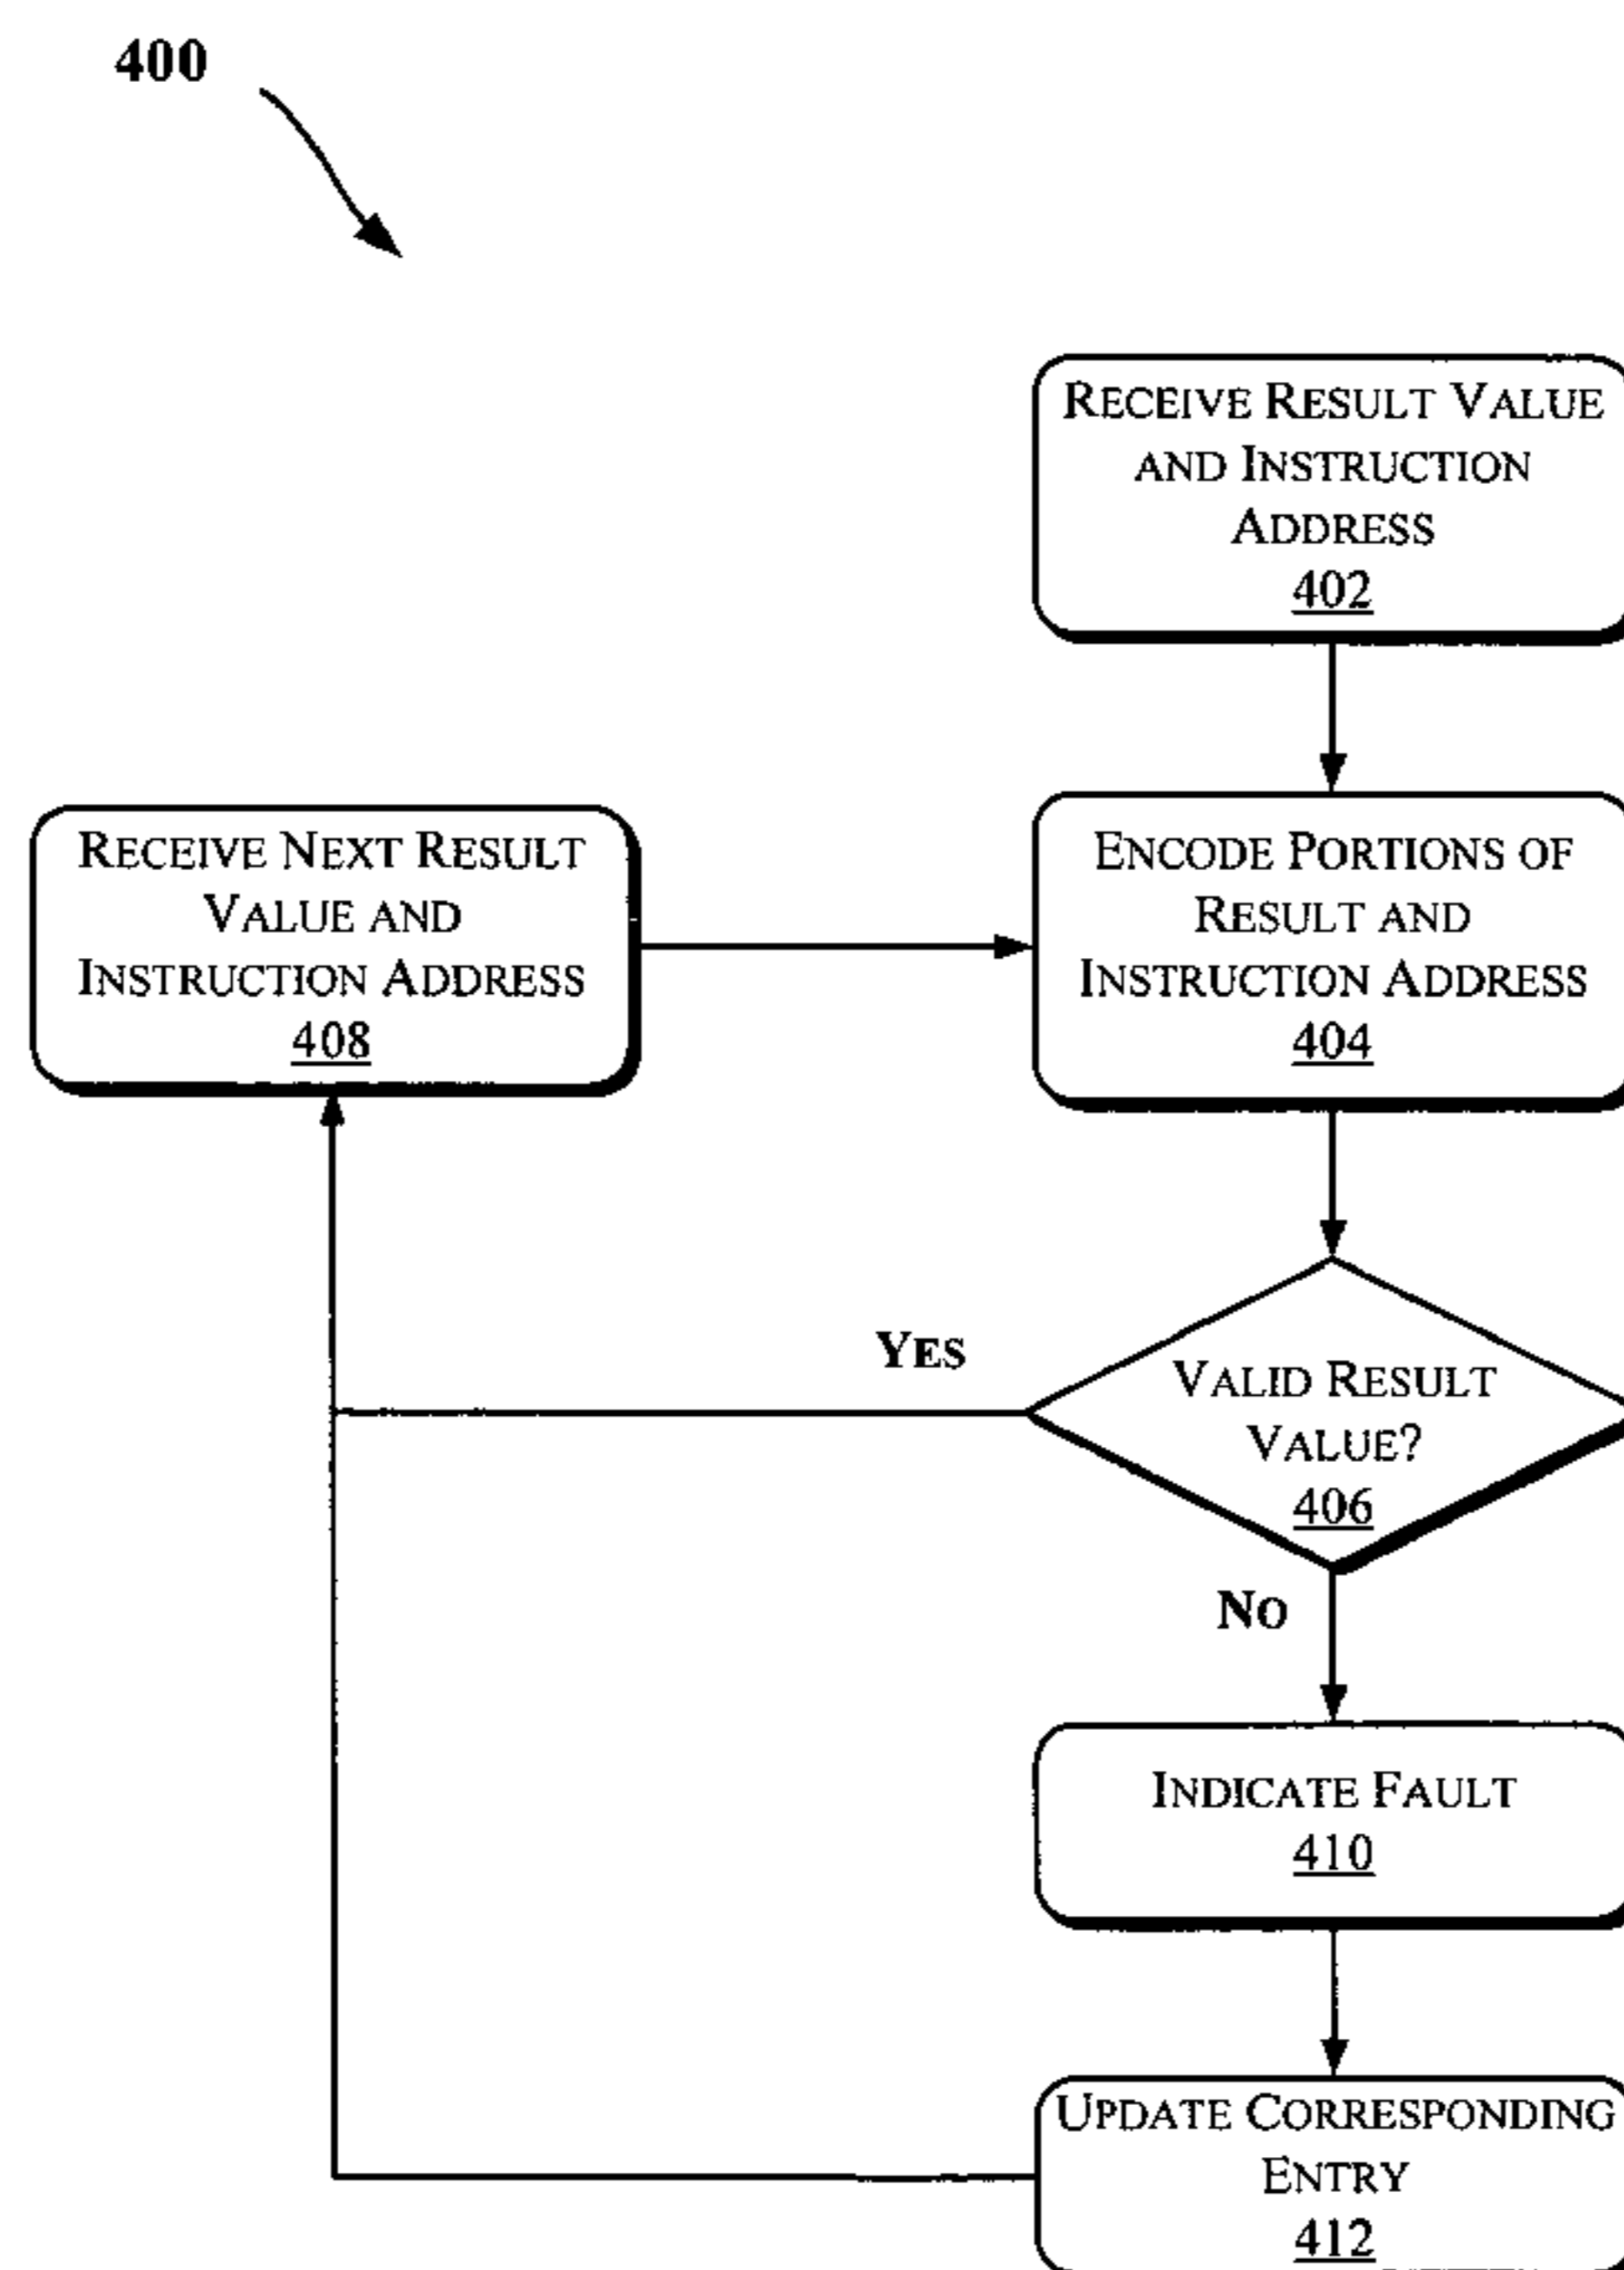 400
RECEIVE RESULT VALUE
AND INSTRUCTION
ADDRESS
402
RECEIVE NEXT RESULT
VALUE AND
INSTRUCTION ADDRESS
408
ENCODE PORTIONS OF
RESULT AND
INSTRUCTION ADDRESS
404
YES
VALID RESULT
VALUE?
406
NO
INDICATE FAULT
410
UPDATE CORRESPONDING
ENTRY
412